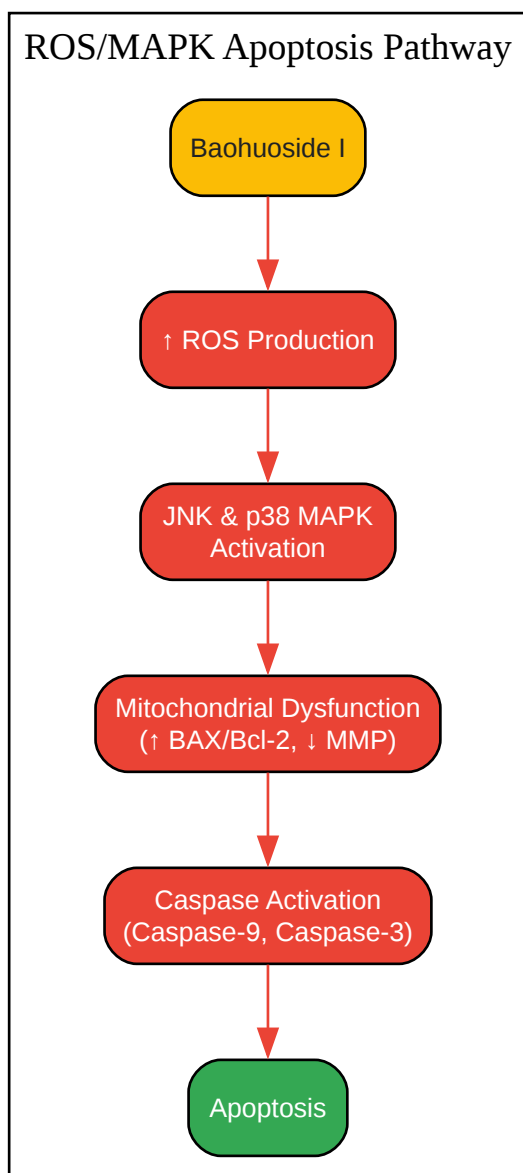 ROS/MAPK Apoptosis Pathway
Baohuoside I
↑ ROS Production
JNK & p38 MAPK
Activation
Mitochondrial Dysfunction
(↑ BAX/Bcl-2, ↓ MMP)
Caspase Activation
(Caspase-9, Caspase-3)
Apoptosis